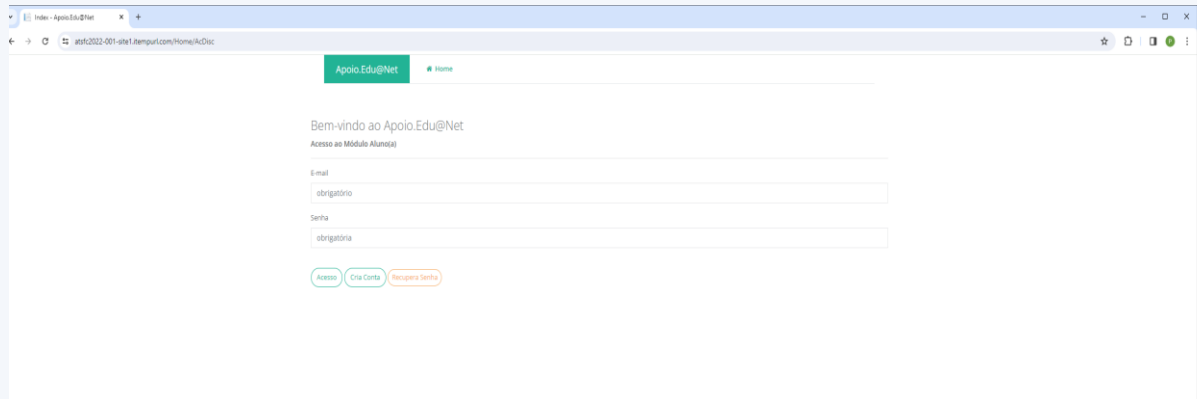 Index - Apoio.Edu@Net
atsfc2022-001-site1.itempurl.com/Home/AcDisc
Apoio.Edu@Net Home
Bem-vindo ao Apoio.Edu@Net
Acesso ao Módulo Aluno(a)
E-mail
obrigatório
Senha
obrigatória
Acesso Cria Conta Recupera Senha